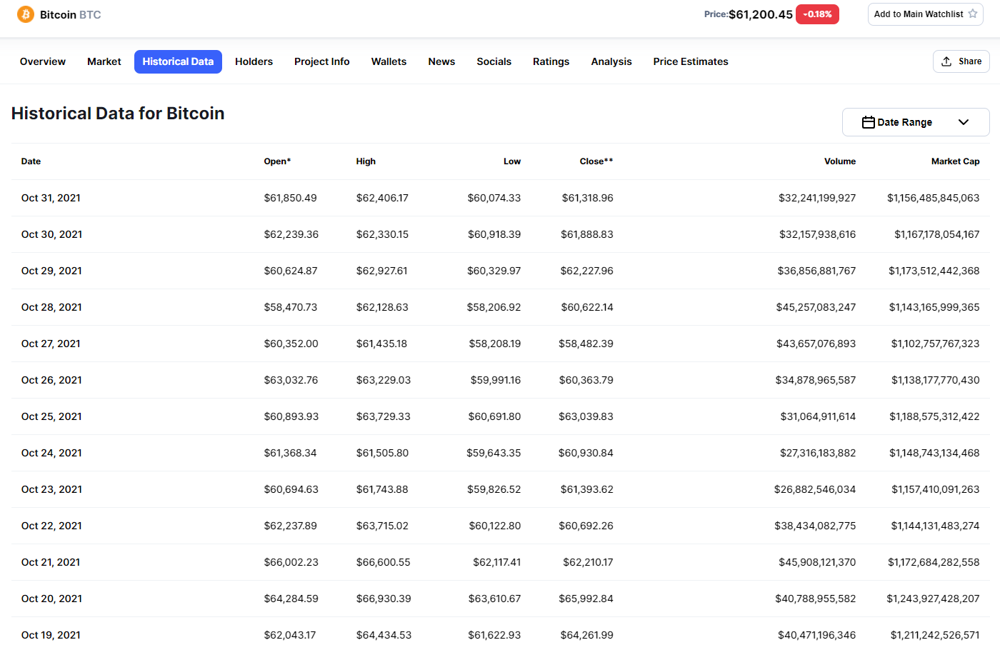 Bitcoin BTC Price:$61,200.45 -0.18% Add to Main Watchlist
Overview Market Historical Data Holders Project Info Wallets News Socials Ratings Analysis Price Estimates Share
Historical Data for Bitcoin
Date Range
Date Open* High Low Close** Volume Market Cap
Oct 31, 2021 $61,850.49 $62,406.17 $60,074.33 $61,318.96 $32,241,199,927 $1,156,485,845,063
Oct 30, 2021 $62,239.36 $62,330.15 $60,918.39 $61,888.83 $32,157,938,616 $1,167,178,054,167
Oct 29, 2021 $60,624.87 $62,927.61 $60,329.97 $62,227.96 $36,856,881,767 $1,173,512,442,368
Oct 28, 2021 $58,470.73 $62,128.63 $58,206.92 $60,622.14 $45,257,083,247 $1,143,165,999,365
Oct 27, 2021 $60,352.00 $61,435.18 $58,208.19 $58,482.39 $43,657,076,893 $1,102,757,767,323
Oct 26, 2021 $63,032.76 $63,229.03 $59,991.16 $60,363.79 $34,878,965,587 $1,138,177,770,430
Oct 25, 2021 $60,893.93 $63,729.33 $60,691.80 $63,039.83 $31,064,911,614 $1,188,575,312,422
Oct 24, 2021 $61,368.34 $61,505.80 $59,643.35 $60,930.84 $27,316,183,882 $1,148,743,134,468
Oct 23, 2021 $60,694.63 $61,743.88 $59,826.52 $61,393.62 $26,882,546,034 $1,157,410,091,263
Oct 22, 2021 $62,237.89 $63,715.02 $60,122.80 $60,692.26 $38,434,082,775 $1,144,131,483,274
Oct 21, 2021 $66,002.23 $66,600.55 $62,117.41 $62,210.17 $45,908,121,370 $1,172,684,282,558
Oct 20, 2021 $64,284.59 $66,930.39 $63,610.67 $65,992.84 $40,788,955,582 $1,243,927,428,207
Oct 19, 2021 $62,043.17 $64,434.53 $61,622.93 $64,261.99 $40,471,196,346 $1,211,242,526,571